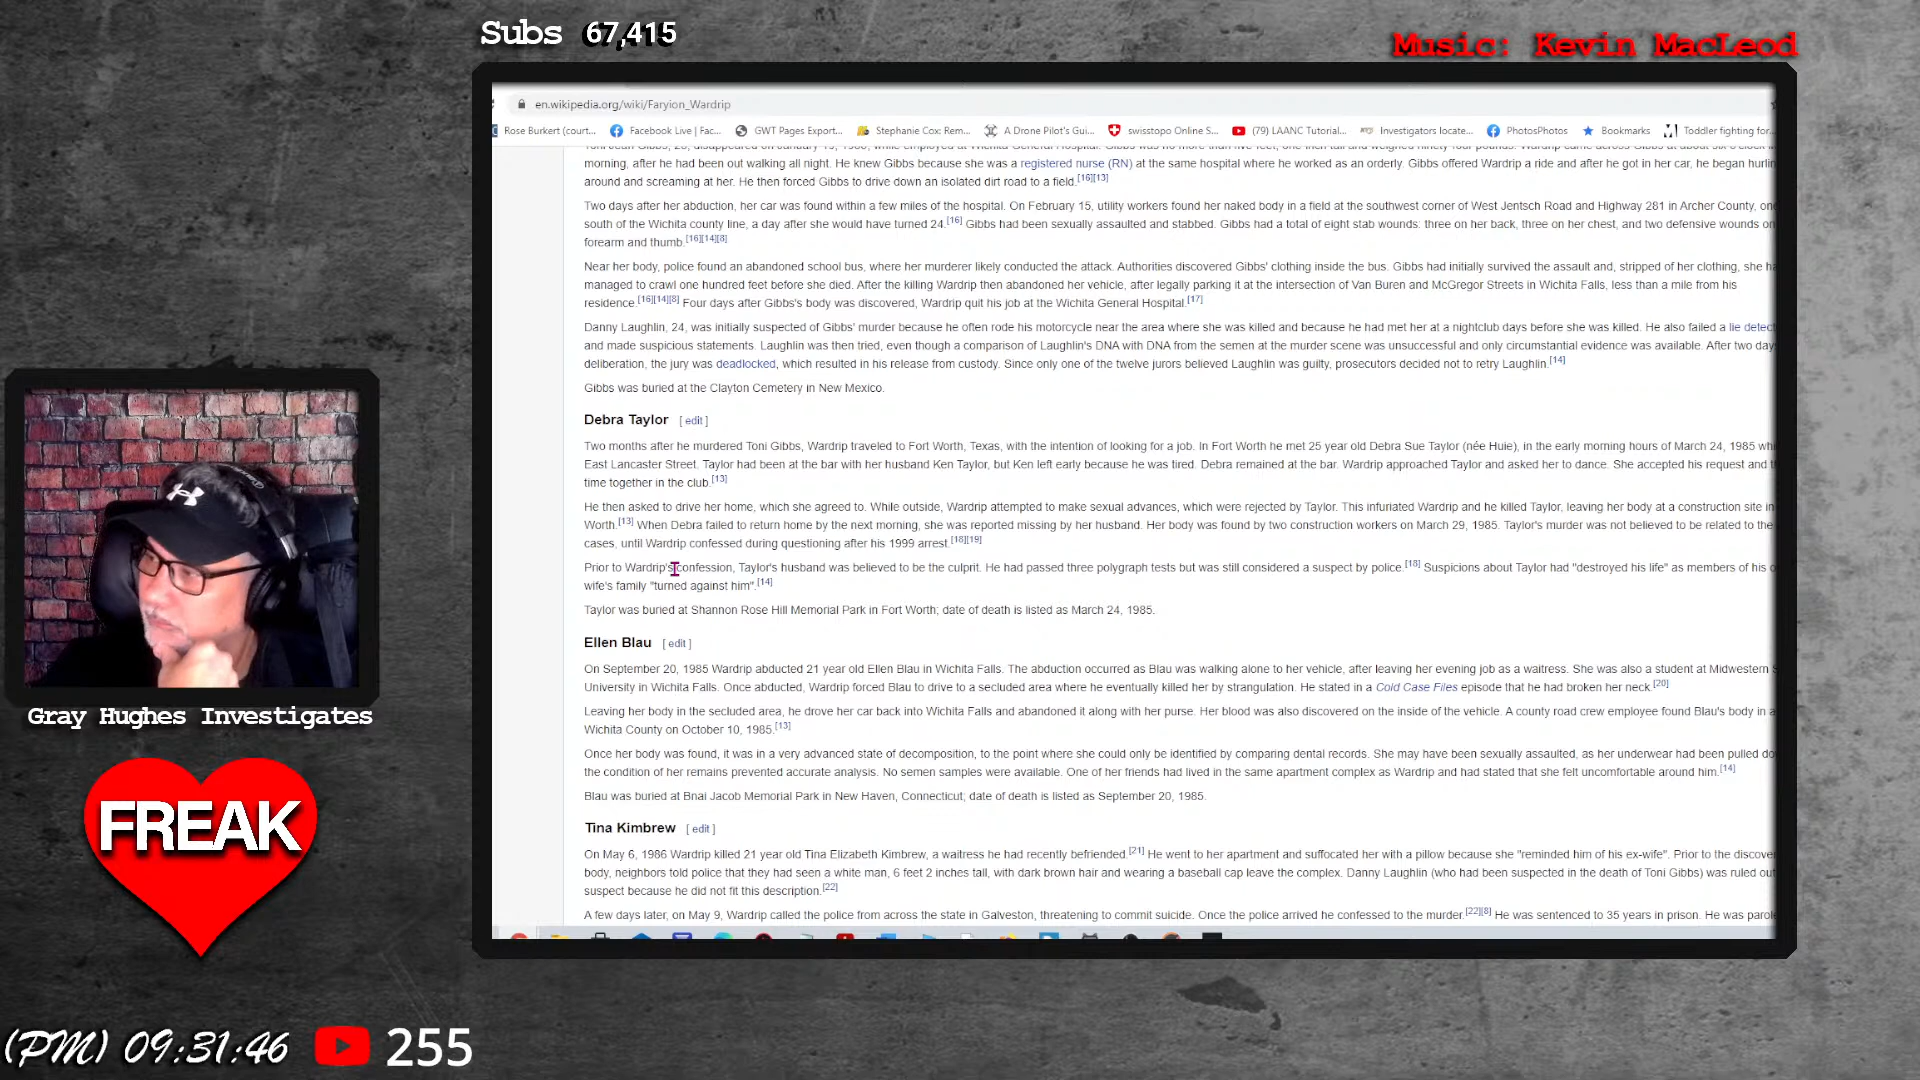 Subs 67,415
Music: Kevin MacLeod
en.wikipedia.org/wiki/Faryion_Wardrip
Rose Burkert (court... Facebook Live | Fac... GWT Pages Export... Stephanie Cox: Rem... A Drone Pilot's Gui... swisstopo Online S... (79) LAANC Tutorial... Investigators locate... PhotosPhotos Bookmarks Toddler fighting for...
morning, after he had been out walking all night. He knew Gibbs because she was a registered nurse (RN) at the same hospital where he worked as an orderly. Gibbs offered Wardrip a ride and after he got in her car, he began hurlin
around and screaming at her. He then forced Gibbs to drive down an isolated dirt road to a field.[16][13]
Two days after her abduction, her car was found within a few miles of the hospital. On February 15, utility workers found her naked body in a field at the southwest corner of West Jentsch Road and Highway 281 in Archer County, one
south of the Wichita county line, a day after she would have turned 24.[16] Gibbs had been sexually assaulted and stabbed. Gibbs had a total of eight stab wounds: three on her back, three on her chest, and two defensive wounds on
forearm and thumb.[16][14][8]
Near her body, police found an abandoned school bus, where her murderer likely conducted the attack. Authorities discovered Gibbs' clothing inside the bus. Gibbs had initially survived the assault and, stripped of her clothing, she ha
managed to crawl one hundred feet before she died. After the killing Wardrip then abandoned her vehicle, after legally parking it at the intersection of Van Buren and McGregor Streets in Wichita Falls, less than a mile from his
residence.[16][14][8] Four days after Gibbs's body was discovered, Wardrip quit his job at the Wichita General Hospital.[17]
Danny Laughlin, 24, was initially suspected of Gibbs' murder because he often rode his motorcycle near the area where she was killed and because he had met her at a nightclub days before she was killed. He also failed a lie detect
and made suspicious statements. Laughlin was then tried, even though a comparison of Laughlin's DNA with DNA from the semen at the murder scene was unsuccessful and only circumstantial evidence was available. After two days
deliberation, the jury was deadlocked, which resulted in his release from custody. Since only one of the twelve jurors believed Laughlin was guilty, prosecutors decided not to retry Laughlin.[14]
Gibbs was buried at the Clayton Cemetery in New Mexico.
Debra Taylor [ edit ]
Two months after he murdered Toni Gibbs, Wardrip traveled to Fort Worth, Texas, with the intention of looking for a job. In Fort Worth he met 25 year old Debra Sue Taylor (née Huie), in the early morning hours of March 24, 1985 whi
East Lancaster Street. Taylor had been at the bar with her husband Ken Taylor, but Ken left early because he was tired. Debra remained at the bar. Wardrip approached Taylor and asked her to dance. She accepted his request and t
time together in the club.[13]
He then asked to drive her home, which she agreed to. While outside, Wardrip attempted to make sexual advances, which were rejected by Taylor. This infuriated Wardrip and he killed Taylor, leaving her body at a construction site in
Worth.[13] When Debra failed to return home by the next morning, she was reported missing by her husband. Her body was found by two construction workers on March 29, 1985. Taylor's murder was not believed to be related to the
cases, until Wardrip confessed during questioning after his 1999 arrest.[18][19]
Prior to Wardrip's confession, Taylor's husband was believed to be the culprit. He had passed three polygraph tests but was still considered a suspect by police.[18] Suspicions about Taylor had "destroyed his life" as members of his o
wife's family "turned against him".[14]
Taylor was buried at Shannon Rose Hill Memorial Park in Fort Worth; date of death is listed as March 24, 1985.
Ellen Blau [ edit ]
On September 20, 1985 Wardrip abducted 21 year old Ellen Blau in Wichita Falls. The abduction occurred as Blau was walking alone to her vehicle, after leaving her evening job as a waitress. She was also a student at Midwestern S
University in Wichita Falls. Once abducted, Wardrip forced Blau to drive to a secluded area where he eventually killed her by strangulation. He stated in a Cold Case Files episode that he had broken her neck.[20]
Leaving her body in the secluded area, he drove her car back into Wichita Falls and abandoned it along with her purse. Her blood was also discovered on the inside of the vehicle. A county road crew employee found Blau's body in a
Wichita County on October 10, 1985.[13]
Once her body was found, it was in a very advanced state of decomposition, to the point where she could only be identified by comparing dental records. She may have been sexually assaulted, as her underwear had been pulled do
the condition of her remains prevented accurate analysis. No semen samples were available. One of her friends had lived in the same apartment complex as Wardrip and had stated that she felt uncomfortable around him.[14]
Blau was buried at Bnai Jacob Memorial Park in New Haven, Connecticut; date of death is listed as September 20, 1985.
Tina Kimbrew [ edit ]
On May 6, 1986 Wardrip killed 21 year old Tina Elizabeth Kimbrew, a waitress he had recently befriended.[21] He went to her apartment and suffocated her with a pillow because she "reminded him of his ex-wife". Prior to the discover
body, neighbors told police that they had seen a white man, 6 feet 2 inches tall, with dark brown hair and wearing a baseball cap leave the complex. Danny Laughlin (who had been suspected in the death of Toni Gibbs) was ruled out
suspect because he did not fit this description.[22]
A few days later, on May 9, Wardrip called the police from across the state in Galveston, threatening to commit suicide. Once the police arrived he confessed to the murder.[22][8] He was sentenced to 35 years in prison. He was parole
Gray Hughes Investigates
FREAK
(PM) 09:31:46 255